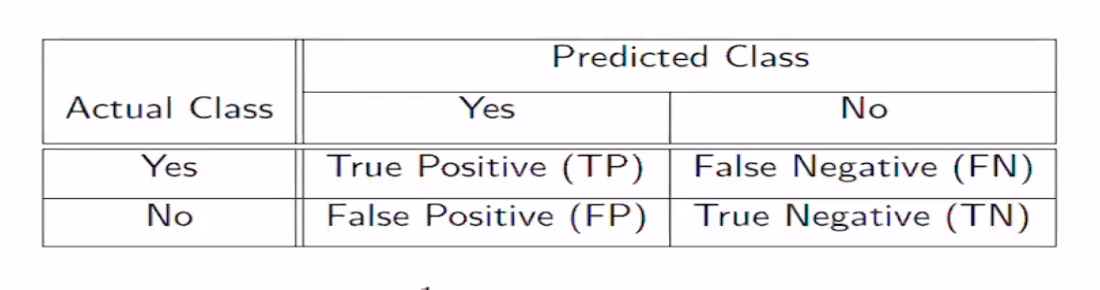 Predicted Class
Actual Class Yes No
Yes True Positive (TP) False Negative (FN)
No False Positive (FP) True Negative (TN)